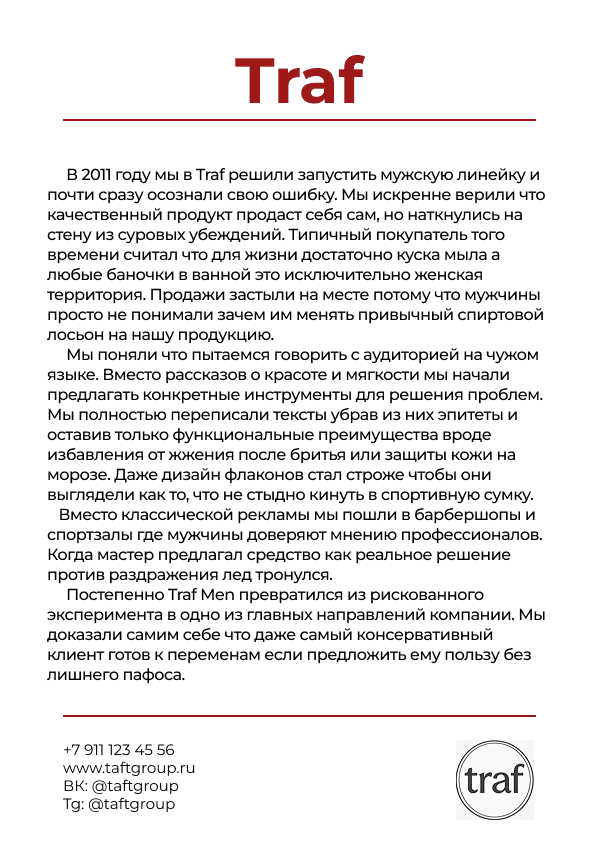 Traf
В 2011 году мы в Traf решили запустить мужскую линейку и
почти сразу осознали свою ошибку. Мы искренне верили что
качественный продукт продаст себя сам, но наткнулись на
стену из суровых убеждений. Типичный покупатель того
времени считал что для жизни достаточно куска мыла а
любые баночки в ванной это исключительно женская
территория. Продажи застыли на месте потому что мужчины
просто не понимали зачем им менять привычный спиртовой
лосьон на нашу продукцию.
Мы поняли что пытаемся говорить с аудиторией на чужом
языке. Вместо рассказов о красоте и мягкости мы начали
предлагать конкретные инструменты для решения проблем.
Мы полностью переписали тексты убрав из них эпитеты и
оставив только функциональные преимущества вроде
избавления от жжения после бритья или защиты кожи на
морозе. Даже дизайн флаконов стал строже чтобы они
выглядели как то, что не стыдно кинуть в спортивную сумку.
Вместо классической рекламы мы пошли в барбершопы и
спортзалы где мужчины доверяют мнению профессионалов.
Когда мастер предлагал средство как реальное решение
против раздражения лед тронулся.
Постепенно Traf Men превратился из рискованного
эксперимента в одно из главных направлений компании. Мы
доказали самим себе что даже самый консервативный
клиент готов к переменам если предложить ему пользу без
лишнего пафоса.
+7 911 123 45 56
www.taftgroup.ru
ВК: @taftgroup
Tg: @taftgroup
traf